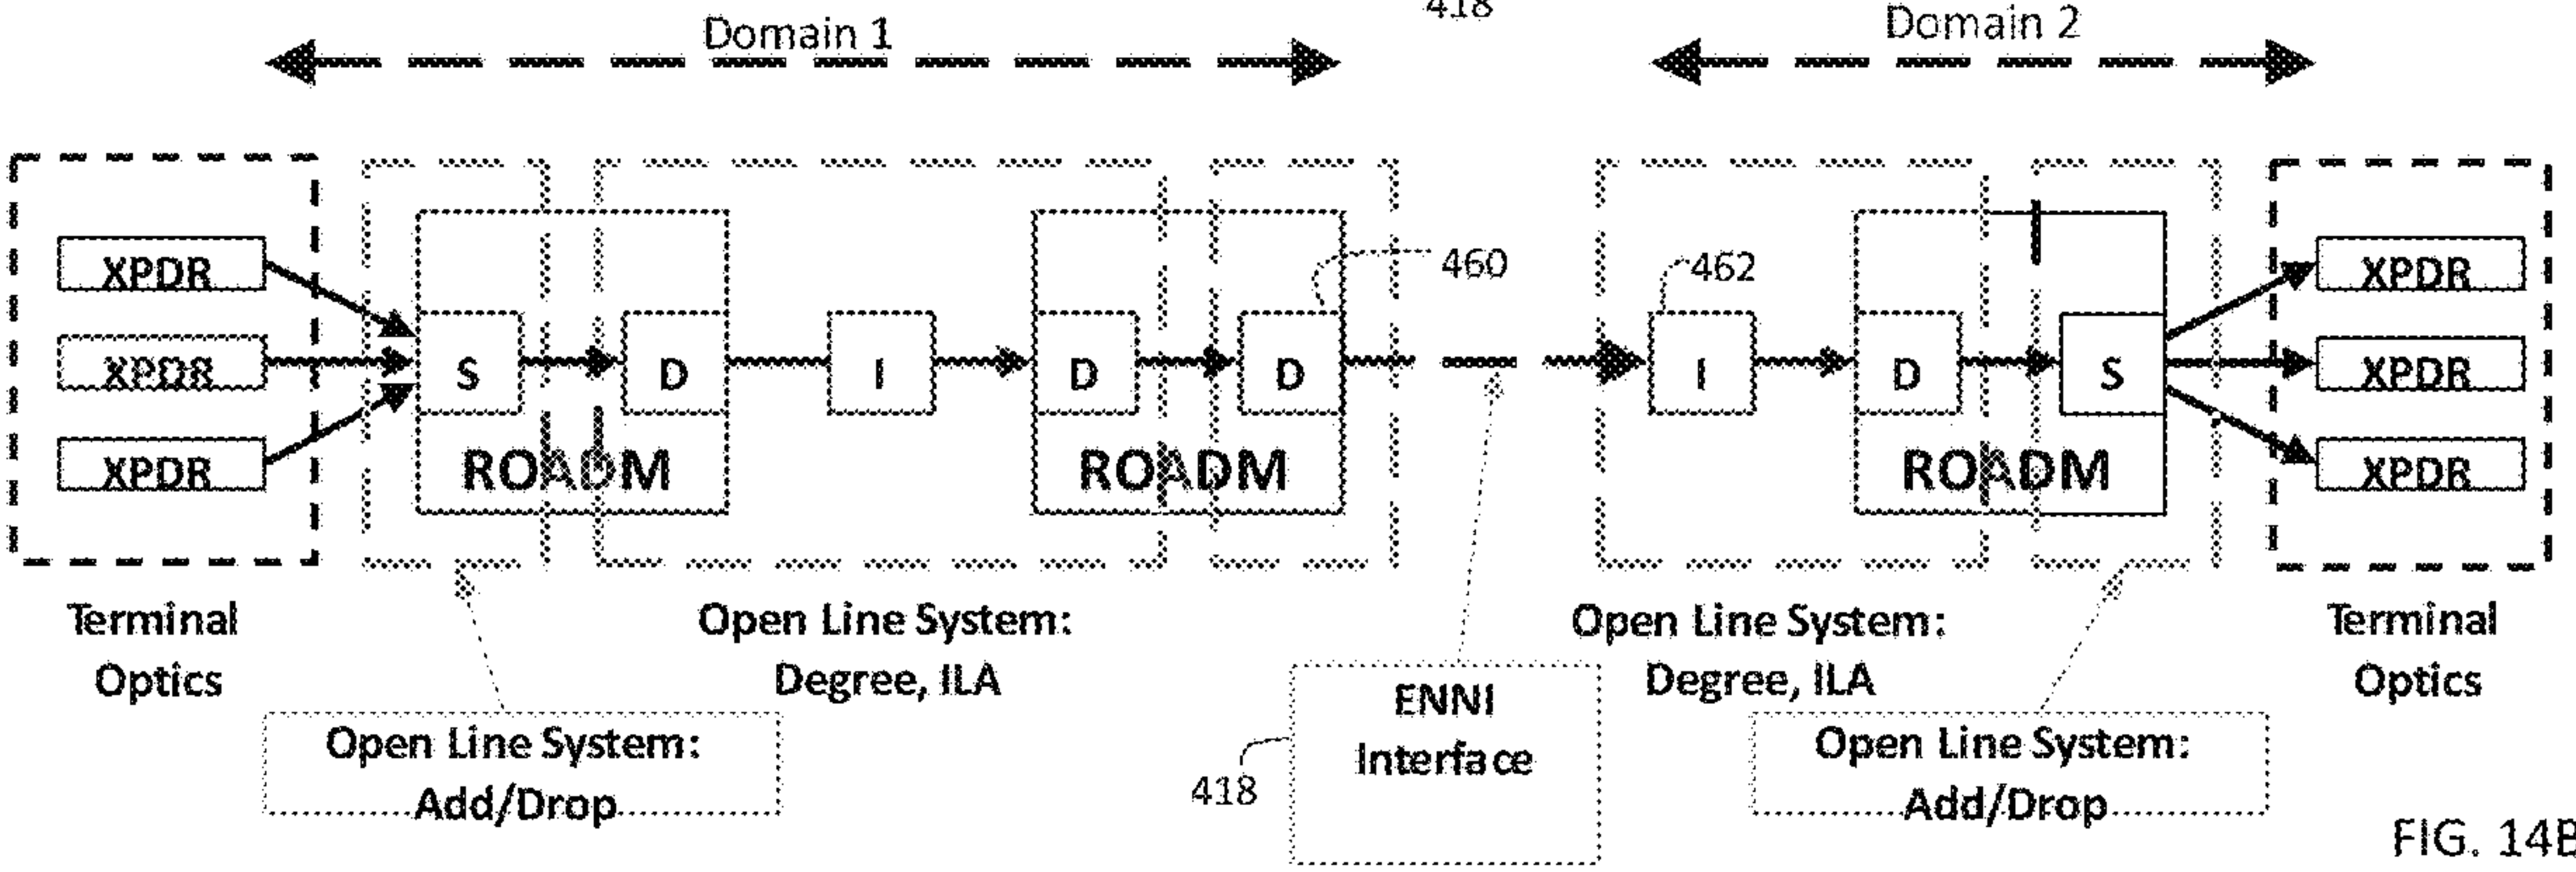 418
Domain 1
Domain 2
460
462
XPDR
XPDR
XPDR
S
D
I
D
D
I
D
S
XPDR
XPDR
XPDR
ROADM
ROADM
ROADM
Terminal
Optics
Open Line System:
Degree, ILA
Open Line System:
Degree, ILA
Terminal
Optics
Open Line System:
Add/Drop
418
ENNI
Interface
Open Line System:
Add/Drop
FIG. 14B